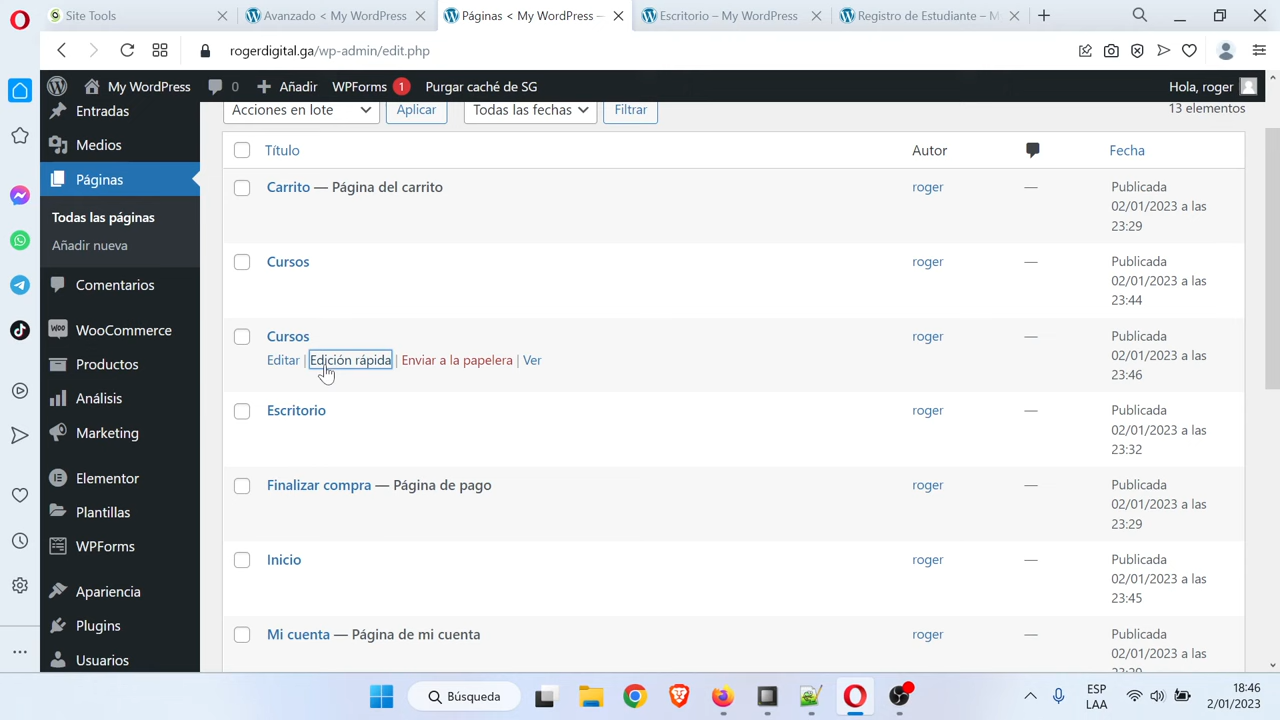 Site Tools
Avanzado < My WordPress
Páginas < My WordPress —
Escritorio – My WordPress
Registro de Estudiante – M
rogerdigital.ga/wp-admin/edit.php
My WordPress
0
Añadir
WPForms
1
Purgar caché de SG
Hola, roger
Entradas
Medios
Páginas
Todas las páginas
Añadir nueva
Comentarios
WOO
WooCommerce
Productos
Análisis
Marketing
Elementor
Plantillas
WPForms
Apariencia
Plugins
Usuarios
Acciones en lote
Aplicar
Todas las fechas
Filtrar
13 elementos
Título
Autor
Fecha
Carrito — Página del carrito
roger
—
Publicada
02/01/2023 a las
23:29
Cursos
roger
—
Publicada
02/01/2023 a las
23:44
Cursos
Editar | Edición rápida | Enviar a la papelera | Ver
roger
—
Publicada
02/01/2023 a las
23:46
Escritorio
roger
—
Publicada
02/01/2023 a las
23:32
Finalizar compra — Página de pago
roger
—
Publicada
02/01/2023 a las
23:29
Inicio
roger
—
Publicada
02/01/2023 a las
23:45
Mi cuenta — Página de mi cuenta
roger
—
Publicada
02/01/2023 a las
Búsqueda
ESP
LAA
18:46
2/01/2023